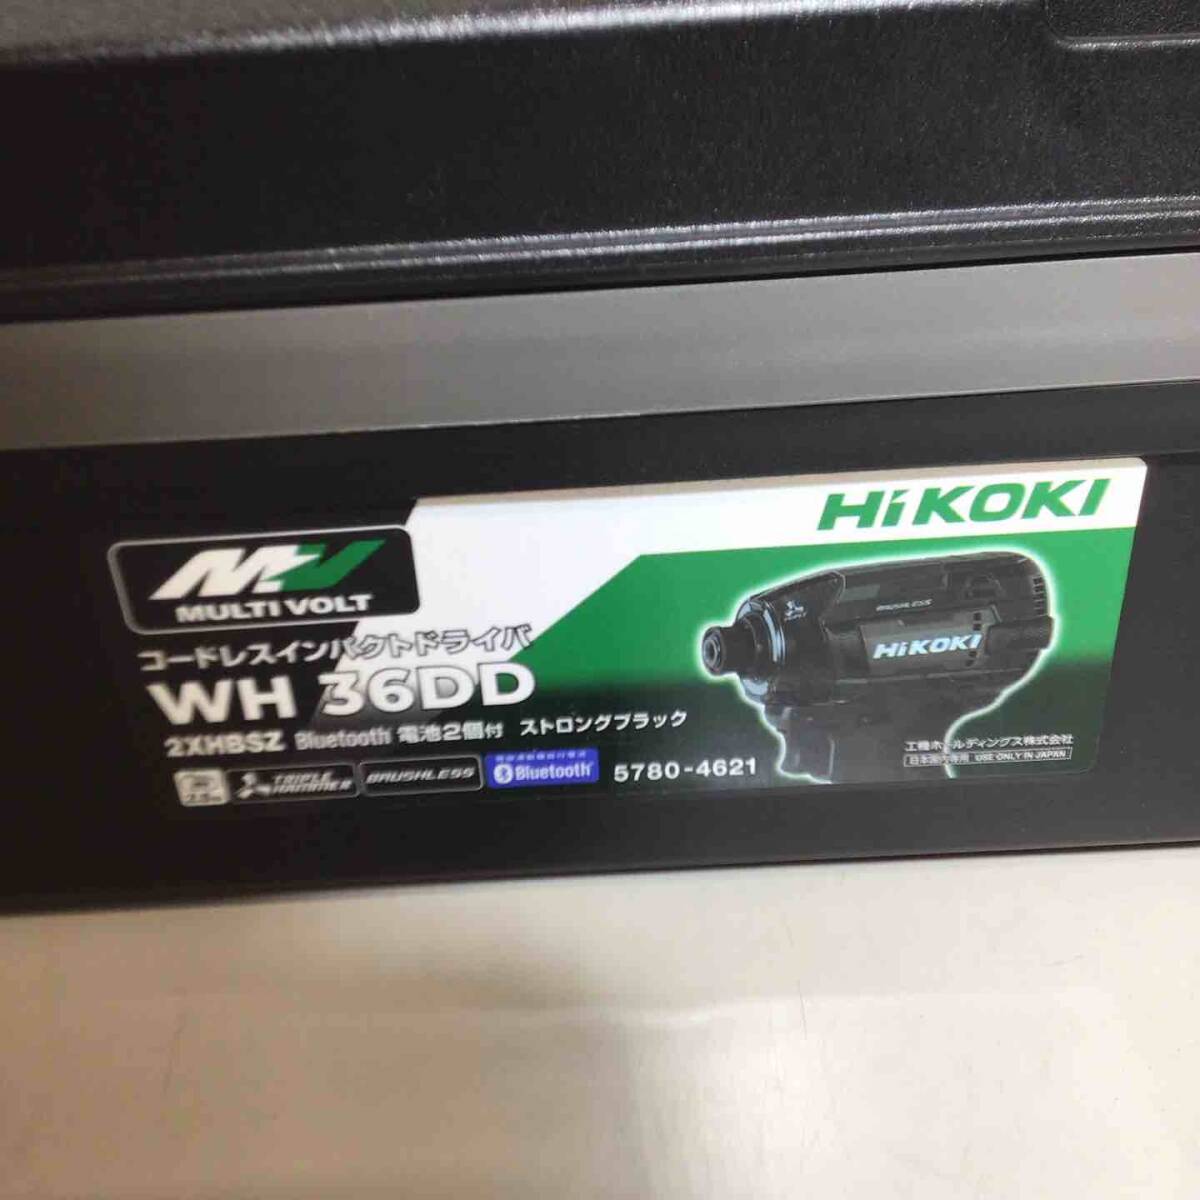 HiKOKI
MULTI VOLT
コードレスインパクトドライバ
WH 36DD
2XHBSZ Bluetooth 電池2個付 ストロングブラック
TRIPLE HAMMER
BRUSHLESS
Bluetooth
5780-4621
BRUSHLESS
HiKOKI
工機ホールディングス株式会社
日本国内専用 USE ONLY IN JAPAN